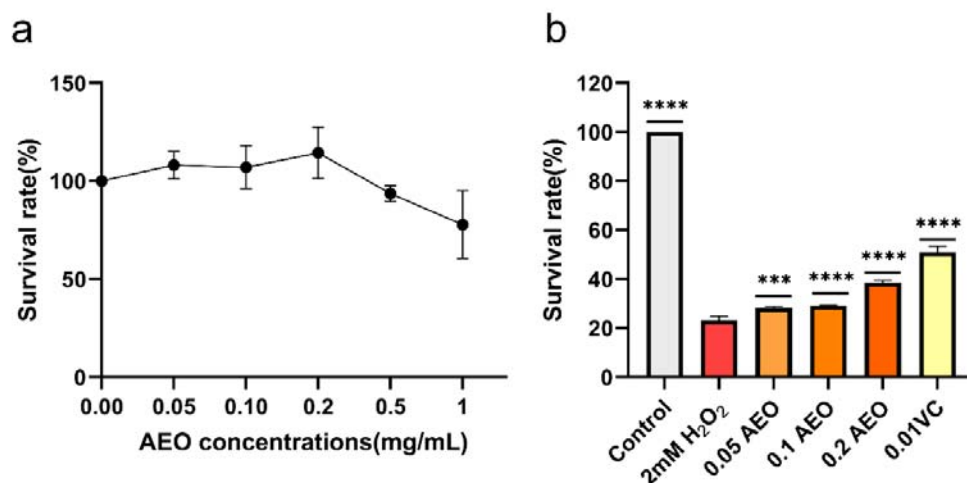 a
Survival rate(%)
150
100
50
0
0.00 0.05 0.10 0.2 0.5 1
AEO concentrations(mg/mL)
b
Survival rate(%)
120
100
80
60
40
20
0
**** *** **** **** ****
Control 2mM H₂O₂ 0.05 AEO 0.1 AEO 0.2 AEO 0.01VC